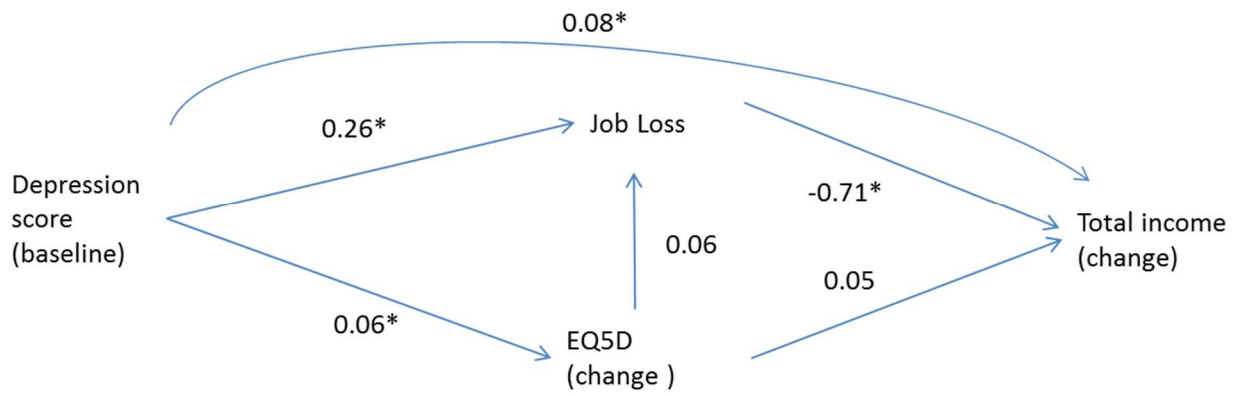 0.08*
0.26*
Job Loss
Depression
score
(baseline)
-0.71*
Total income
(change)
0.06
0.05
0.06*
EQ5D
(change )